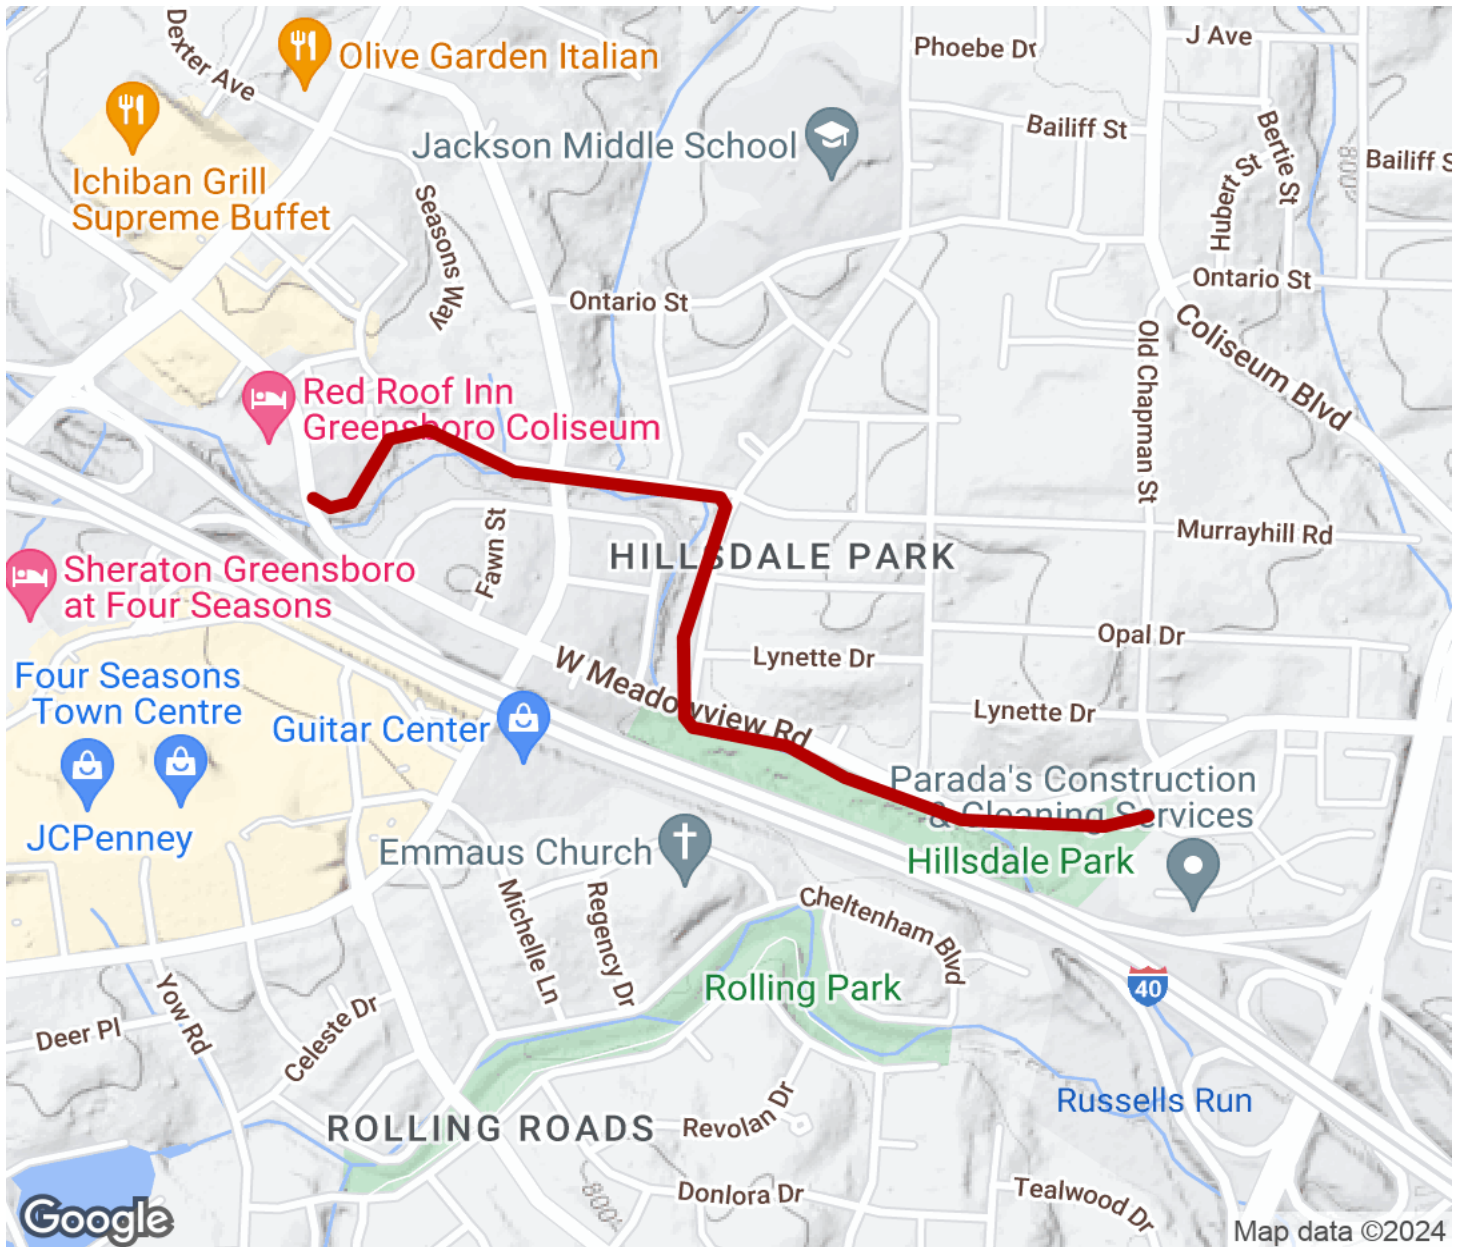 Dexter Ave
Olive Garden Italian
Phoebe Dr
J Ave
Ichiban Grill
Supreme Buffet
Jackson Middle School
Bailiff St
Bertie St
800'
Bailiff S
Hubert St
Seasons Way
Ontario St
Ontario St
Coliseum Blvd
Old Chapman St
Red Roof Inn
Greensboro Coliseum
Fawn St
Murrayhill Rd
HILLSDALE PARK
Sheraton Greensboro
at Four Seasons
Opal Dr
Lynette Dr
W Meadowview Rd
Four Seasons
Town Centre
Guitar Center
Lynette Dr
JCPenney
Parada's Construction
& Cleaning Services
Emmaus Church
Hillsdale Park
Michelle Ln
Regency Dr
Cheltenham Blvd
Rolling Park
40
Yow Rd
Deer Pl
Celeste Dr
Russells Run
ROLLING ROADS
Revolan Dr
800'
Donlora Dr
Tealwood Dr
Google
Map data ©2024